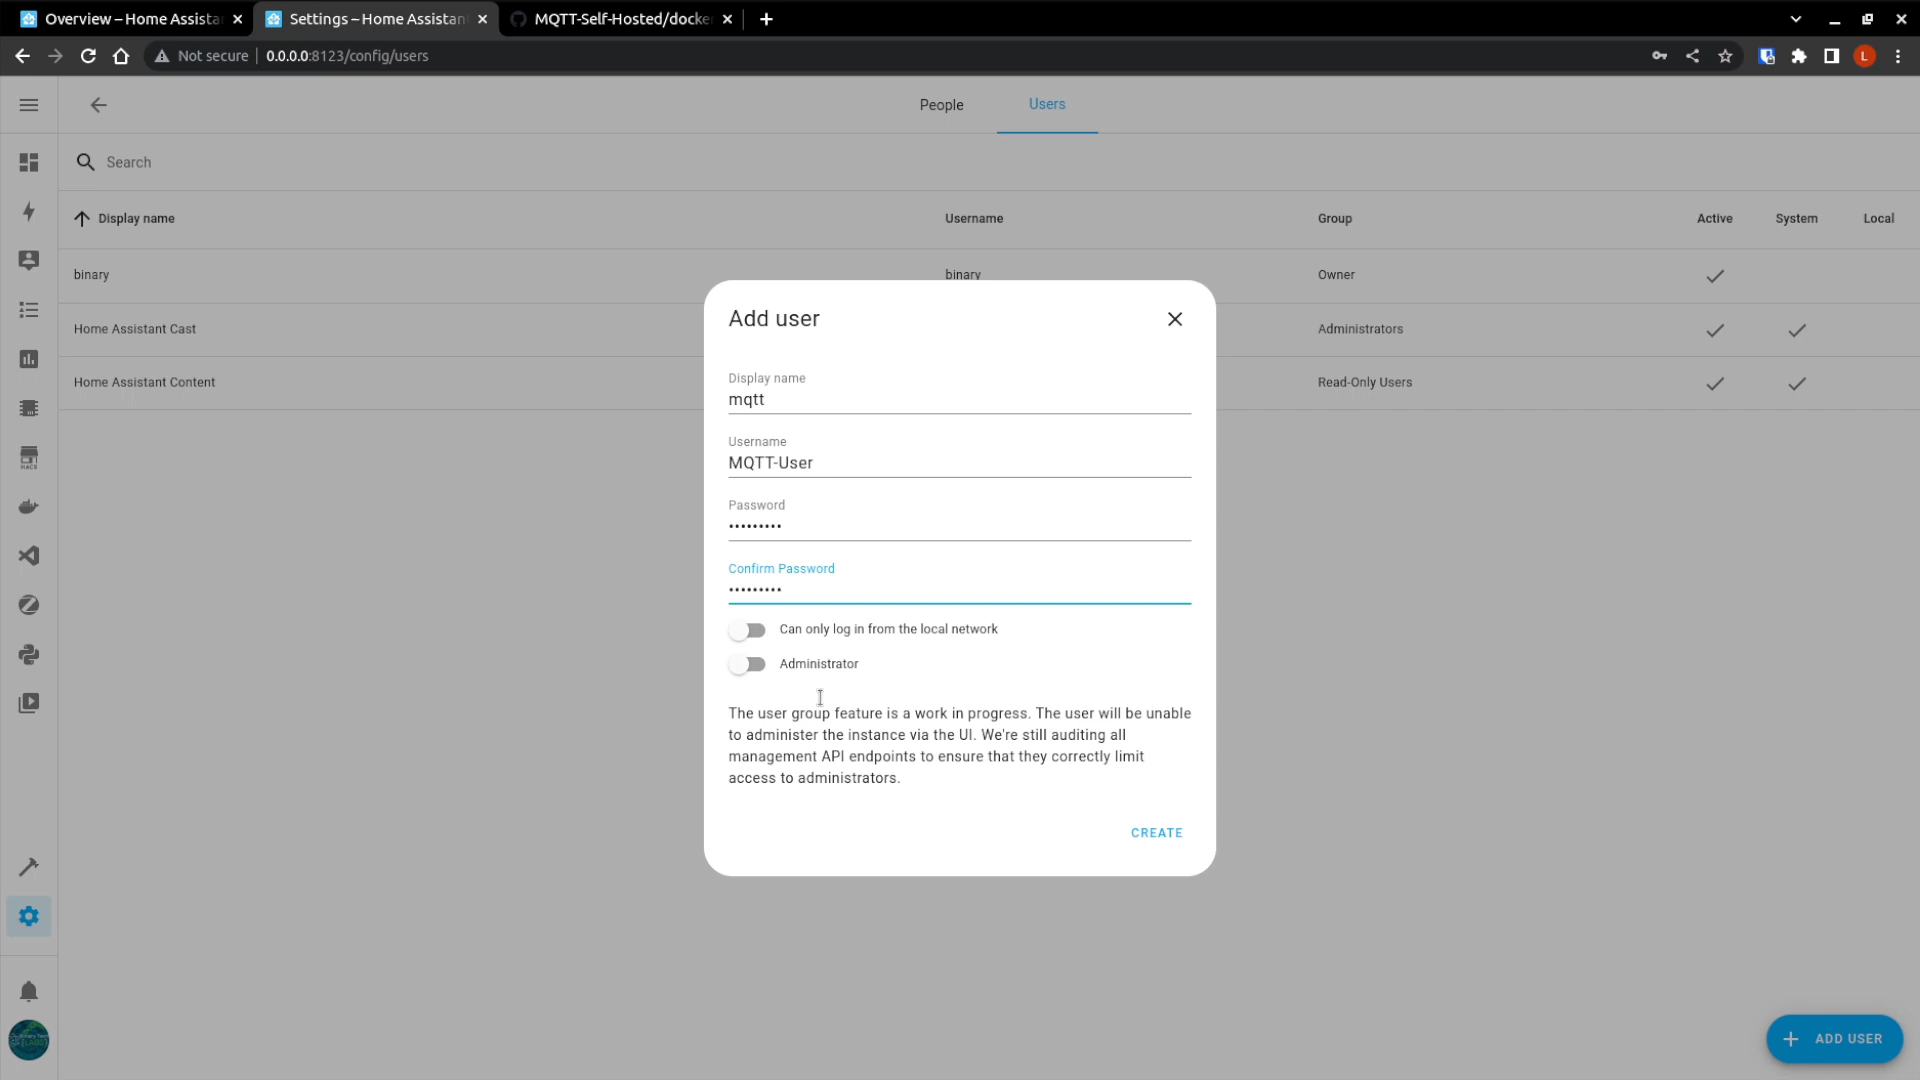 Overview – Home Assista
Settings – Home Assistan
MQTT-Self-Hosted/docke
Not secure
0.0.0.0:8123/config/users
L
People
Users
Search
Display name
Username
Group
Active
System
Local
binary
binary
Owner
Home Assistant Cast
Administrators
Home Assistant Content
Read-Only Users
Add user
Display name
mqtt
Username
MQTT-User
Password
•••••••••
Confirm Password
•••••••••
Can only log in from the local network
Administrator
The user group feature is a work in progress. The user will be unable
to administer the instance via the UI. We're still auditing all
management API endpoints to ensure that they correctly limit
access to administrators.
CREATE
HACS
ADD USER